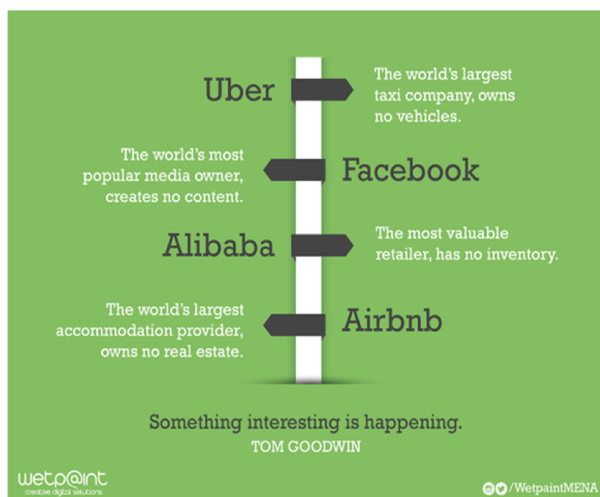 Uber
The world's largest
taxi company, owns
no vehicles.
The world's most
popular media owner,
creates no content.
Facebook
Alibaba
The most valuable
retailer, has no inventory.
The world's largest
accommodation provider,
owns no real estate.
Airbnb
Something interesting is happening.
TOM GOODWIN
wetp@int
creative digital solutions
/WetpaintMENA